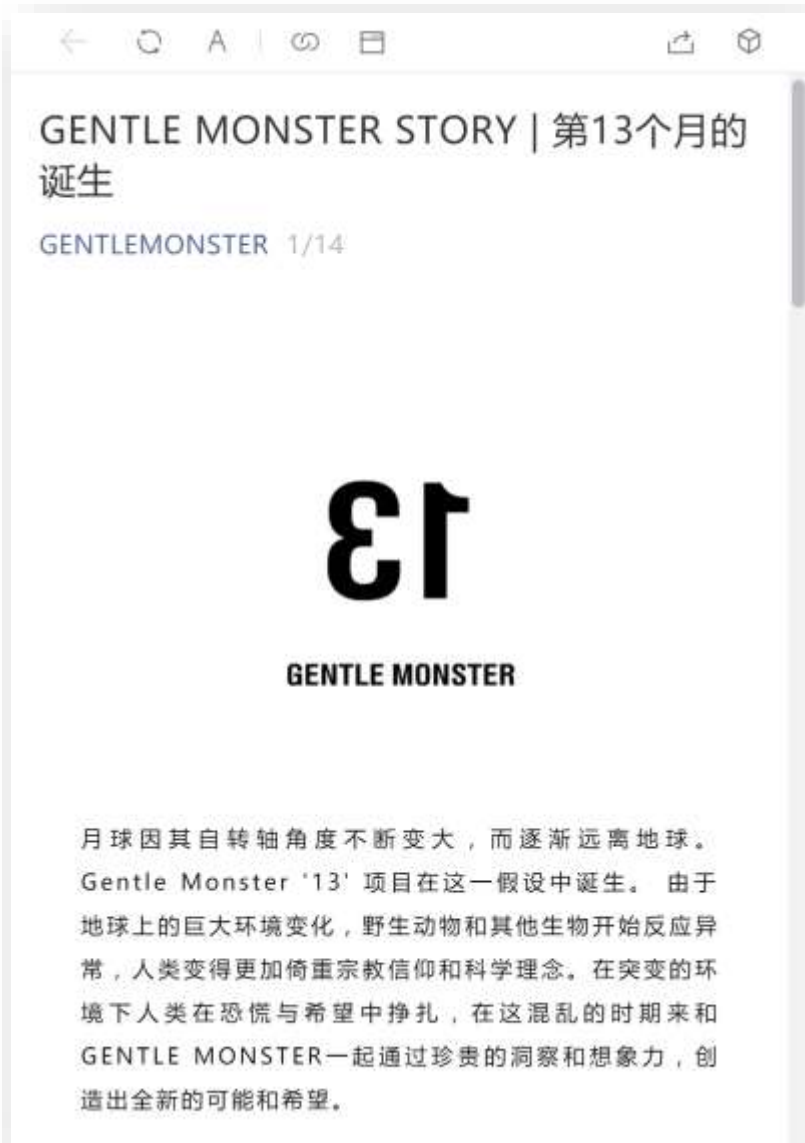 GENTLE MONSTER STORY | 第13个月的
诞生
GENTLEMONSTER 1/14
13
GENTLE MONSTER
月球因其自转轴角度不断变大，而逐渐远离地球。
Gentle Monster '13' 项目在这一假设中诞生。 由于
地球上的巨大环境变化，野生动物和其他生物开始反应异
常，人类变得更加倚重宗教信仰和科学理念。在突变的环
境下人类在恐慌与希望中挣扎，在这混乱的时期来和
GENTLE MONSTER一起通过珍贵的洞察和想象力，创
造出全新的可能和希望。